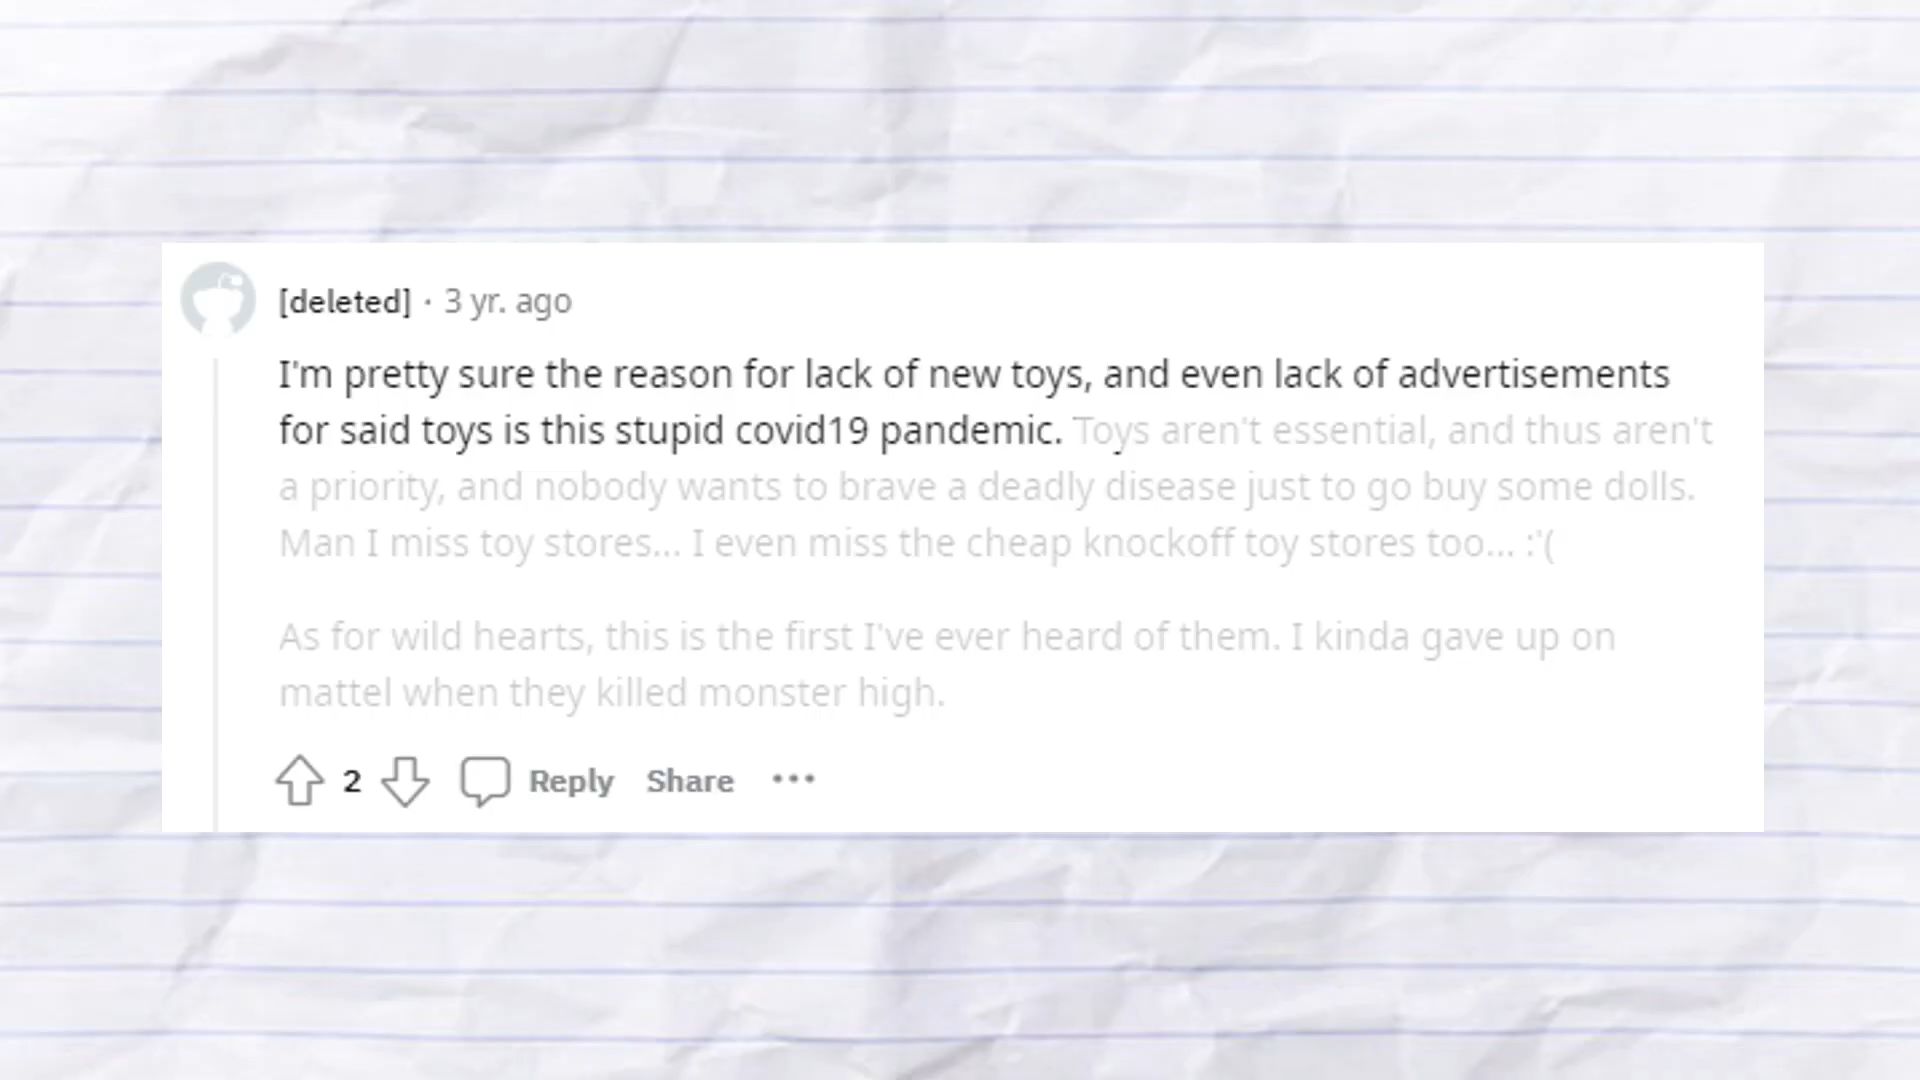 [deleted] · 3 yr. ago
I'm pretty sure the reason for lack of new toys, and even lack of advertisements
for said toys is this stupid covid19 pandemic. Toys aren't essential, and thus aren't
a priority, and nobody wants to brave a deadly disease just to go buy some dolls.
Man I miss toy stores... I even miss the cheap knockoff toy stores too... :'(
As for wild hearts, this is the first I've ever heard of them. I kinda gave up on
mattel when they killed monster high.
2 Reply Share ···